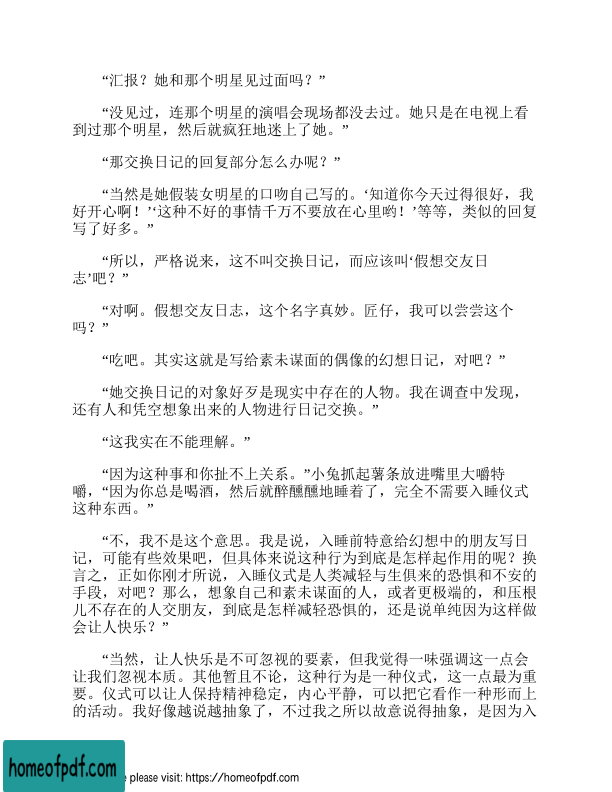 “汇报？她和那个明星见过面吗？”
“没见过，连那个明星的演唱会现场都没去过。她只是在电视上看
到过那个明星，然后就疯狂地迷上了她。”
“那交换日记的回复部分怎么办呢？”
“当然是她假装女明星的口吻自己写的。‘知道你今天过得很好，我
好开心啊！’‘这种不好的事情千万不要放在心里哟！’等等，类似的回复
写了好多。”
“所以，严格说来，这不叫交换日记，而应该叫‘假想交友日
志’吧？”
“对啊。假想交友日志，这个名字真妙。匠仔，我可以尝尝这个
吗？”
“吃吧。其实这就是写给素未谋面的偶像的幻想日记，对吧？”
“她交换日记的对象好歹是现实中存在的人物。我在调查中发现，
还有人和凭空想象出来的人物进行日记交换。”
“这我实在不能理解。”
“因为这种事和你扯不上关系。”小兔抓起薯条放进嘴里大嚼特
嚼，“因为你总是喝酒，然后就醉醺醺地睡着了，完全不需要入睡仪式
这种东西。”
“不，我不是这个意思。我是说，入睡前特意给幻想中的朋友写日
记，可能有些效果吧，但具体来说这种行为到底是怎样起作用的呢？换
言之，正如你刚才所说，入睡仪式是人类减轻与生俱来的恐惧和不安的
手段，对吧？那么，想象自己和素未谋面的人，或者更极端的，和压根
儿不存在的人交朋友，到底是怎样减轻恐惧的，还是说单纯因为这样做
会让人快乐？”
“当然，让人快乐是不可忽视的要素，但我觉得一味强调这一点会
让我们忽视本质。其他暂且不论，这种行为是一种仪式，这一点最为重
要。仪式可以让人保持精神稳定，内心平静，可以把它看作一种形而上
的活动。我好像越说越抽象了，不过我之所以故意说得抽象，是因为入
homeofpdf.com
e please visit: https://homeofpdf.com